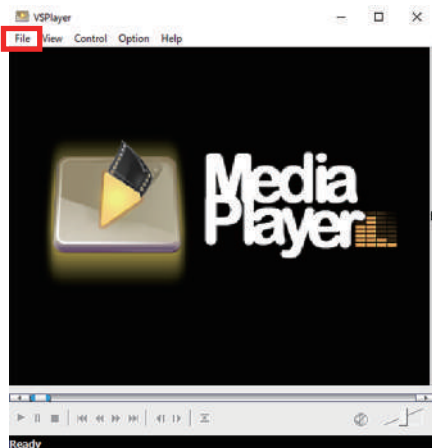 VSPlayer
File View Control Option Help
Media
Player
Ready